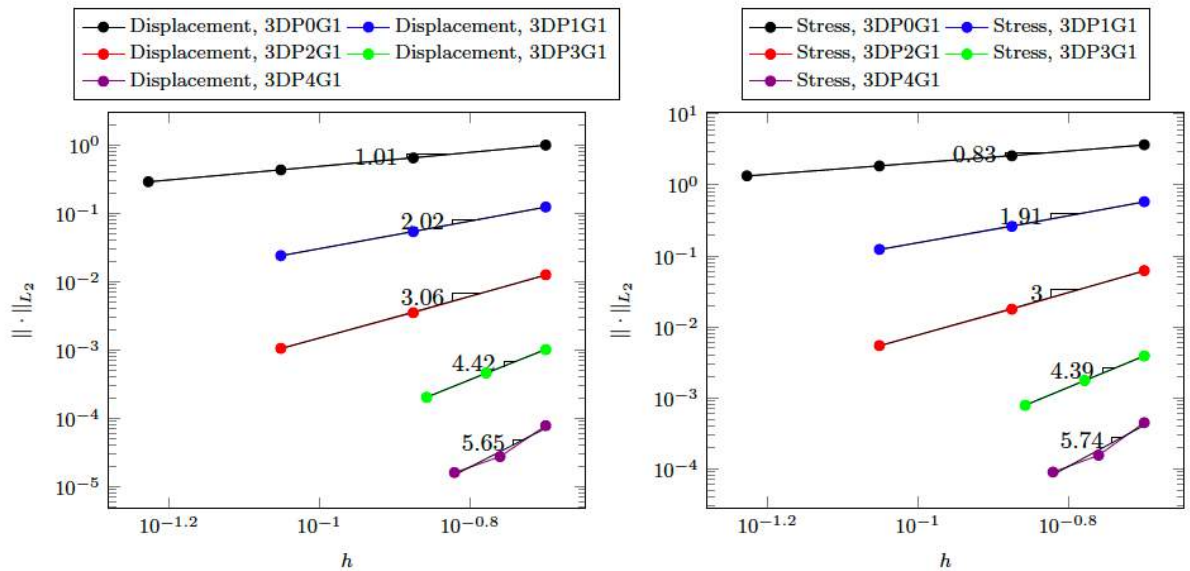 Displacement, 3DP0G1 Displacement, 3DP1G1
Displacement, 3DP2G1 Displacement, 3DP3G1
Displacement, 3DP4G1
10^0
10^{-1}
10^{-2}
10^{-3}
10^{-4}
10^{-5}
|| · ||_{L_2}
1.01
2.02
3.06
4.42
5.65
10^{-1.2} 10^{-1} 10^{-0.8}
h
Stress, 3DP0G1 Stress, 3DP1G1
Stress, 3DP2G1 Stress, 3DP3G1
Stress, 3DP4G1
10^1
10^0
10^{-1}
10^{-2}
10^{-3}
10^{-4}
|| · ||_{L_2}
0.83
1.91
3
4.39
5.74
10^{-1.2} 10^{-1} 10^{-0.8}
h